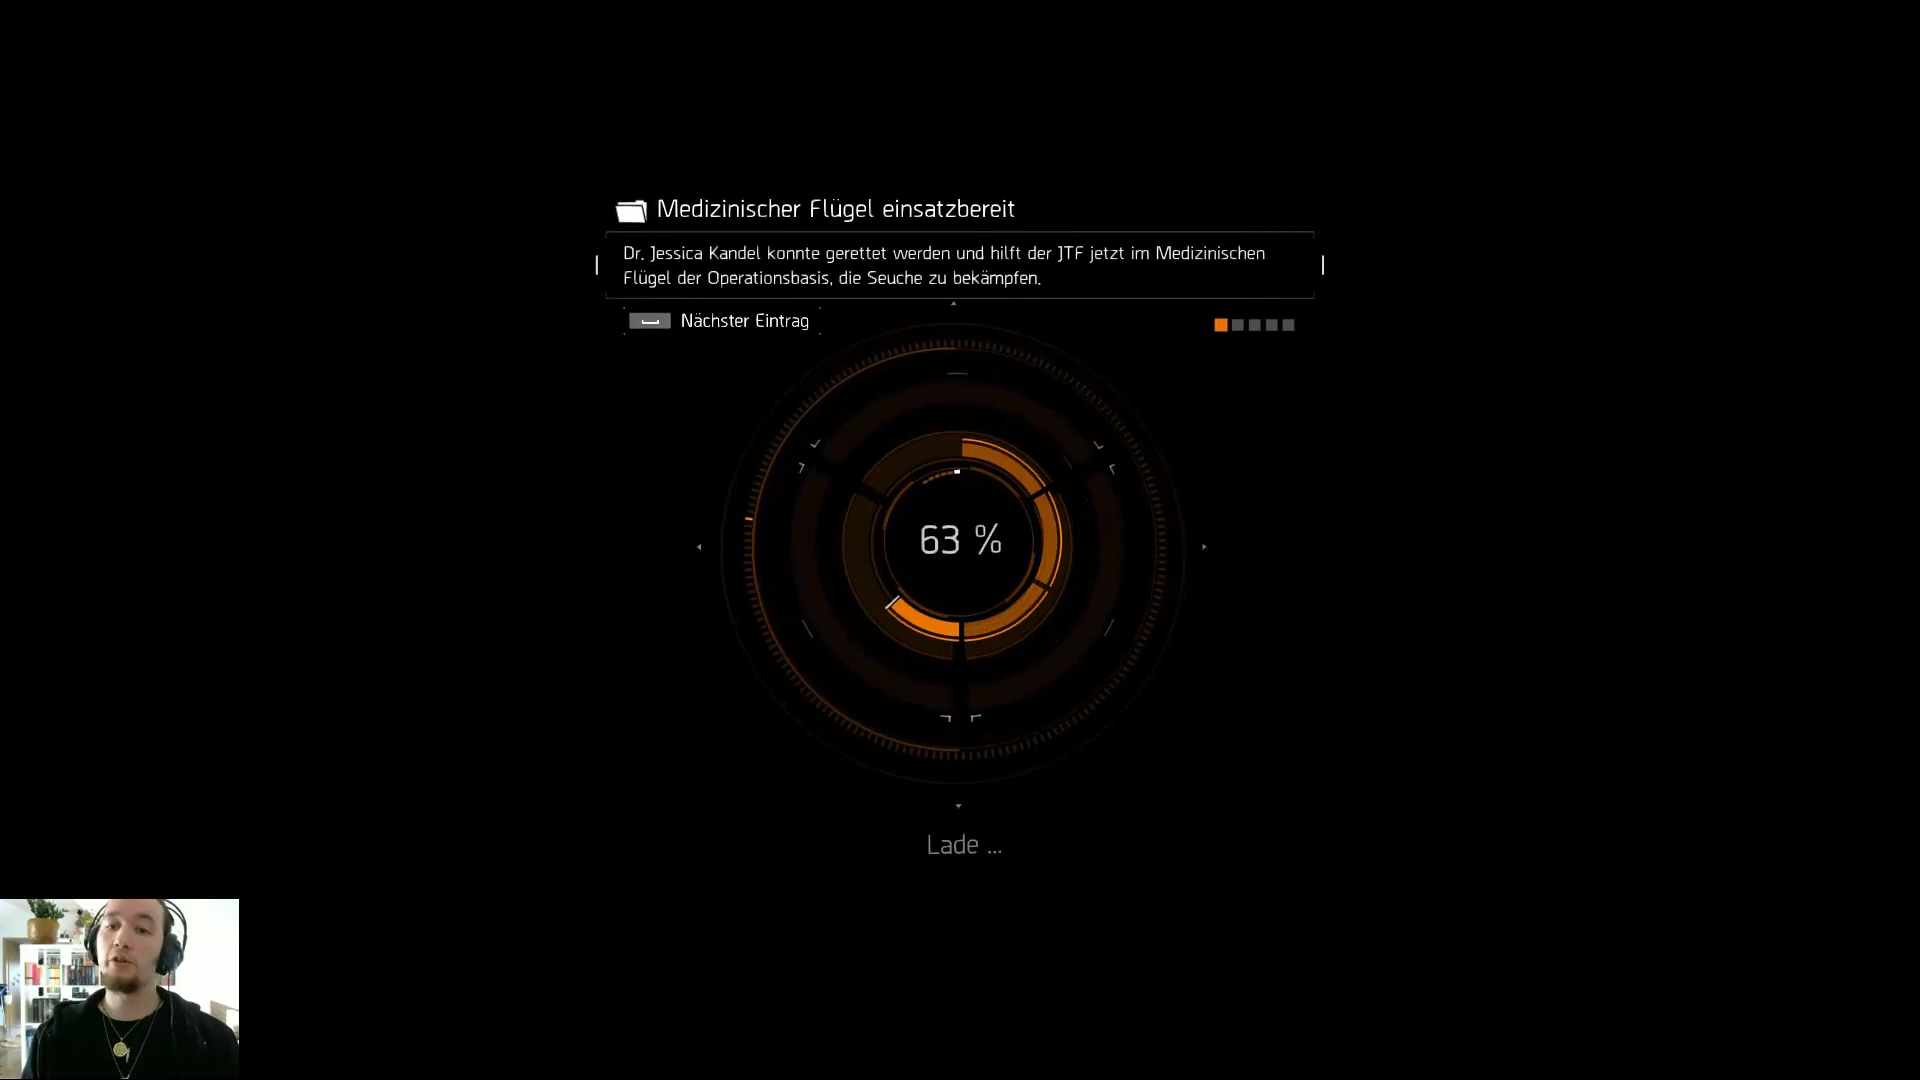 Medizinischer Flügel einsatzbereit
Dr. Jessica Kandel konnte gerettet werden und hilft der JTF jetzt im Medizinischen
Flügel der Operationsbasis, die Seuche zu bekämpfen.
Nächster Eintrag
63 %
Lade ...